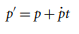 p′ = p + ṗt